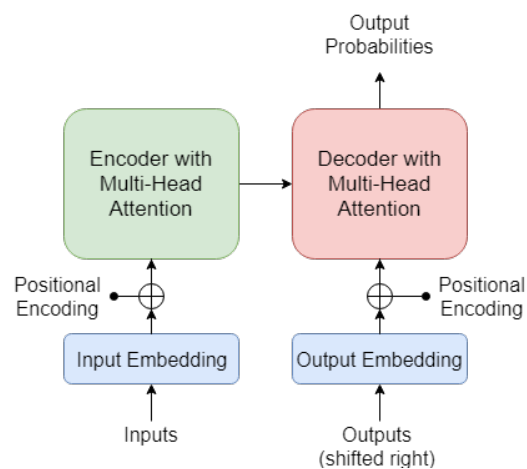 Output
Probabilities
Encoder with
Multi-Head
Attention
Decoder with
Multi-Head
Attention
Positional
Encoding
Positional
Encoding
Input Embedding
Output Embedding
Inputs
Outputs
(shifted right)